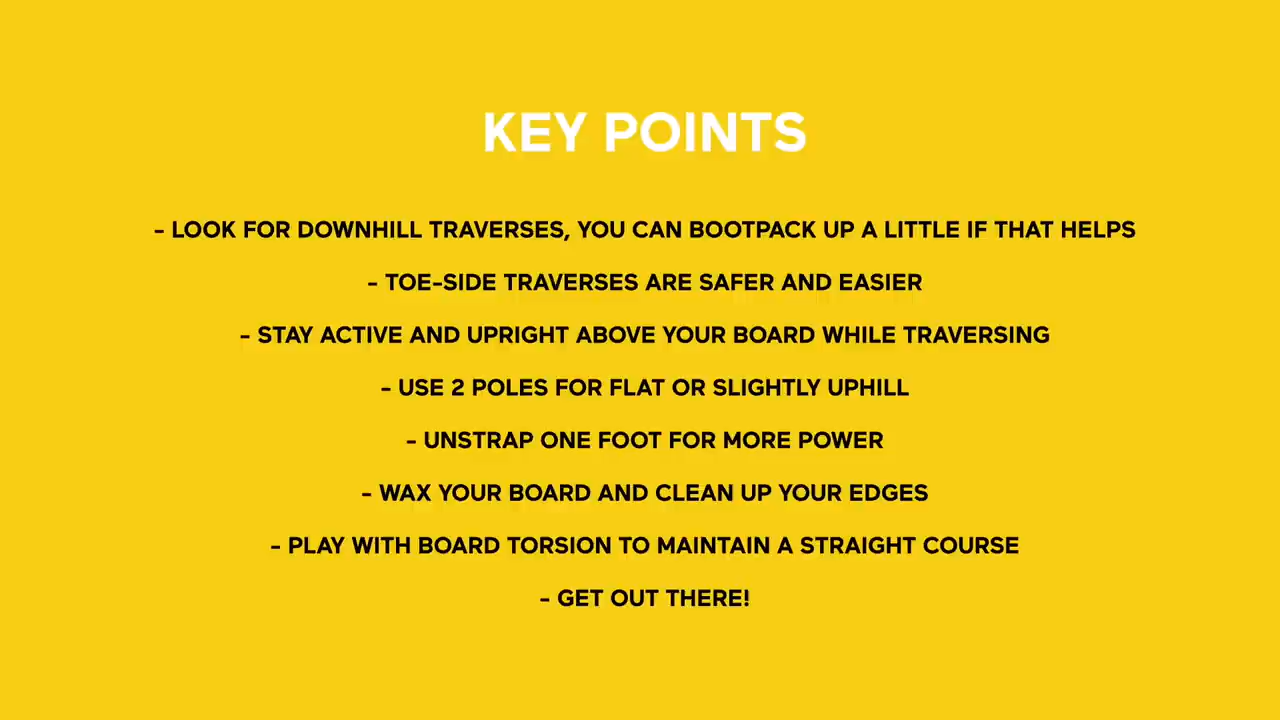 KEY POINTS
- LOOK FOR DOWNHILL TRAVERSES, YOU CAN BOOTPACK UP A LITTLE IF THAT HELPS
- TOE-SIDE TRAVERSES ARE SAFER AND EASIER
- STAY ACTIVE AND UPRIGHT ABOVE YOUR BOARD WHILE TRAVERSING
- USE 2 POLES FOR FLAT OR SLIGHTLY UPHILL
- UNSTRAP ONE FOOT FOR MORE POWER
- WAX YOUR BOARD AND CLEAN UP YOUR EDGES
- PLAY WITH BOARD TORSION TO MAINTAIN A STRAIGHT COURSE
- GET OUT THERE!